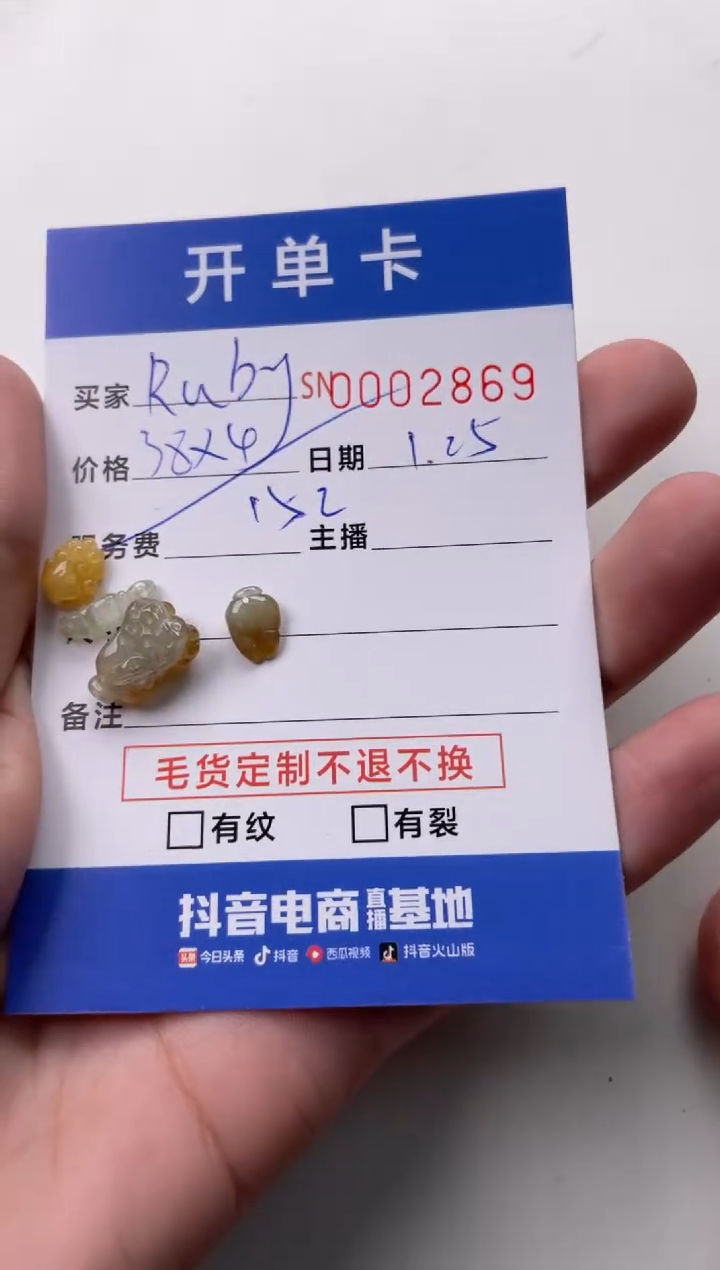 开单卡
买家 Ruby SN0002869
价格 38X4 日期 1.25
152
服务费 主播
备注
毛货定制不退不换
有纹 有裂
抖音电商直播基地
头条 今日头条 抖音 西瓜视频 抖音火山版